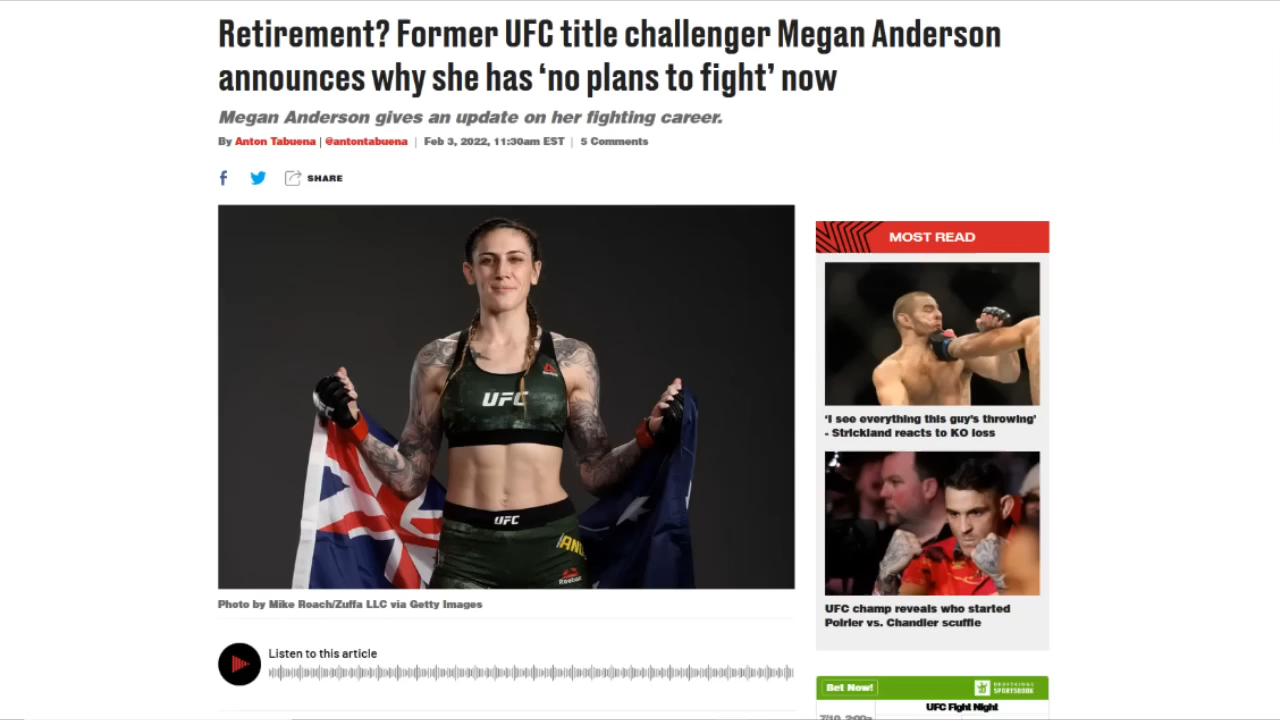 Retirement? Former UFC title challenger Megan Anderson
announces why she has ‘no plans to fight’ now
Megan Anderson gives an update on her fighting career.
By Anton Tabuena | @antontabuena | Feb 3, 2022, 11:30am EST | 5 Comments
SHARE
UFC
UFC
AND
Reebok
Photo by Mike Roach/Zuffa LLC via Getty Images
Listen to this article
MOST READ
‘I see everything this guy’s throwing’
- Strickland reacts to KO loss
UFC champ reveals who started
Poirier vs. Chandler scuffle
Bet Now!
DRAFTKINGS
SPORTSBOOK
UFC Fight Night